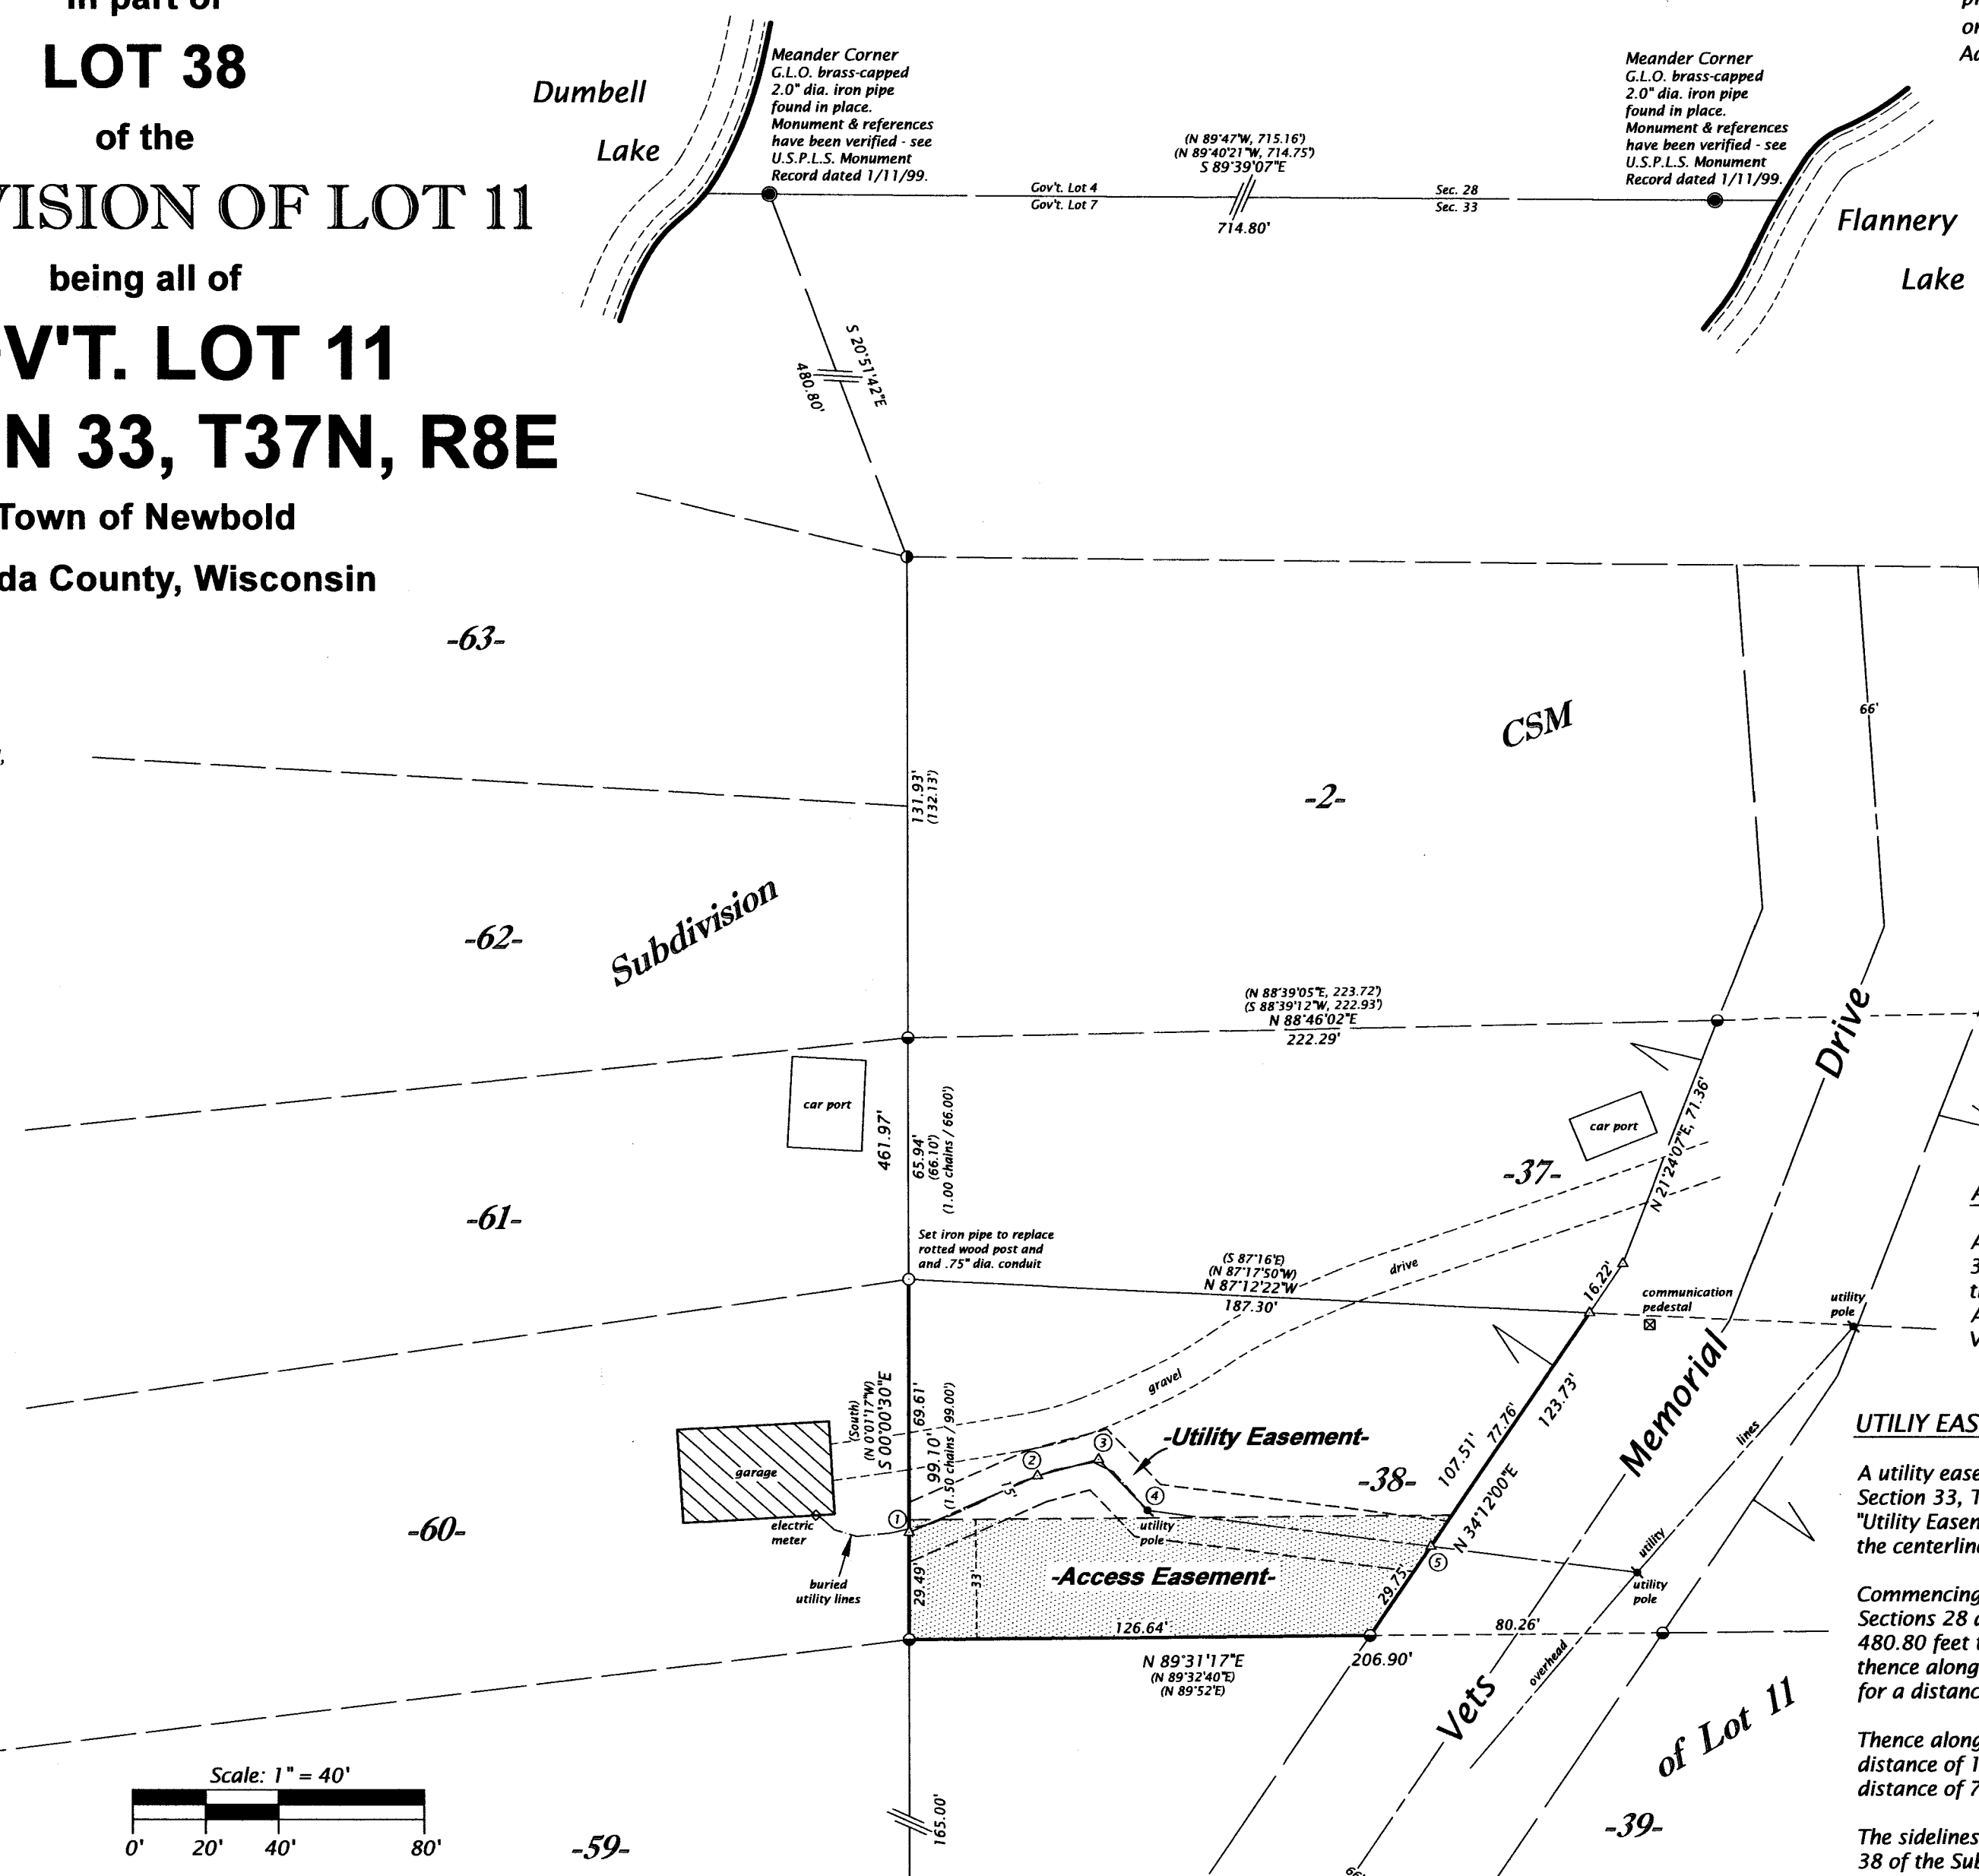 in part of
LOT 38
of the
VISION OF LOT 11
being all of
V'T. LOT 11
N 33, T37N, R8E
Town of Newbold
da County, Wisconsin
Dumbell
Lake
Meander Corner
G.L.O. brass-capped
2.0" dia. iron pipe
found in place.
Monument & references
have been verified - see
U.S.P.L.S. Monument
Record dated 1/11/99.
(N 89°47'W, 715.16')
(N 89°40'21"W, 714.75')
S 89°39'07"E
714.80'
Gov't. Lot 4
Gov't. Lot 7
Sec. 28
Sec. 33
Meander Corner
G.L.O. brass-capped
2.0" dia. iron pipe
found in place.
Monument & references
have been verified - see
U.S.P.L.S. Monument
Record dated 1/11/99.
Flannery
Lake
or
S 20°51'42"E
480.80'
-63-
CSM
66'
-2-
131.93'
(132.13')
-62-
Subdivision
(N 88°39'05"E, 223.72')
(S 88°39'12"W, 222.93')
N 88°46'02"E
222.29'
Drive
car port
461.97'
65.94'
(66.10')
(1.00 chains / 66.00')
car port
N 21°24'07"E, 71.36'
-37-
-61-
Set iron pipe to replace
rotted wood post and
and .75" dia. conduit
(S 87°16'E)
(N 87°17'50"W)
N 87°12'22"W
187.30'
drive
16.22'
communication
pedestal
utility
pole
gravel
(South)
(N 0°01'17"W)
S 00°00'30"E
69.61'
99.10'
(1.50 chains / 99.00')
-Utility Easement-
-38-
107.51'
77.76'
123.73'
N 34°12'00"E
Memorial
lines
garage
electric
meter
1
2
3
4
5
15'
utility
pole
-60-
buried
utility lines
29.49'
33'
-Access Easement-
29.75'
126.64'
N 89°31'17"E
(N 89°32'40"E)
(N 89°52'E)
206.90'
80.26'
utility
utility
pole
overhead
Vets
of Lot 11
-39-
UTILIY EAS
A utility ease
Section 33, T
"Utility Easen
the centerlin
Commencing
Sections 28
480.80 feet t
thence along
for a distanc
Thence along
distance of 1
distance of 7
The sidelines
38 of the Sub
Scale: 1" = 40'
0' 20' 40' 80'
165.00'
-59-
66'